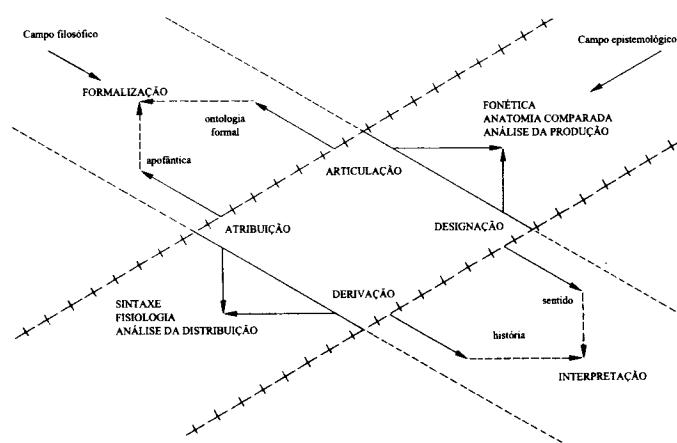 Campo filosófico
Campo epistemológico
FORMALIZAÇÃO
ontologia
formal
FONÉTICA
ANATOMIA COMPARADA
ANÁLISE DA PRODUÇÃO
apofântica
ARTICULAÇÃO
ATRIBUIÇÃO
DESIGNAÇÃO
DERIVAÇÃO
SINTAXE
FISIOLOGIA
ANÁLISE DA DISTRIBUIÇÃO
sentido
história
INTERPRETAÇÃO